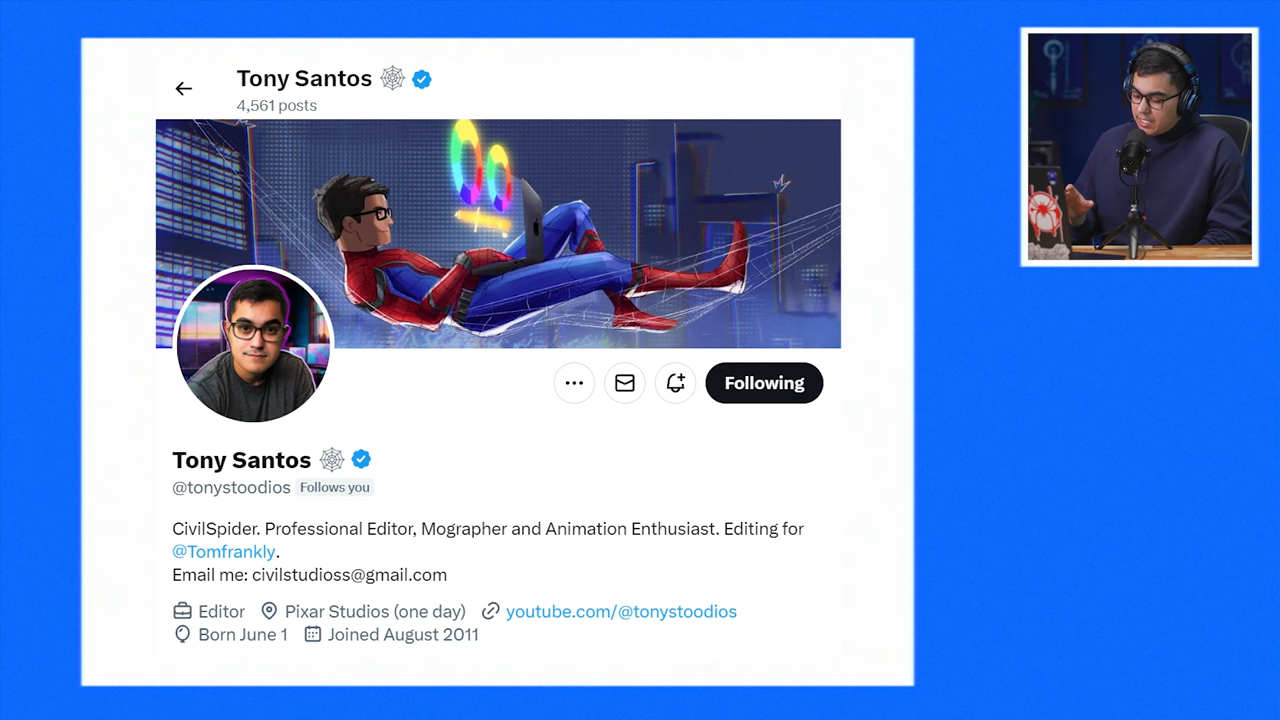 Tony Santos
4,561 posts
Following
Tony Santos
@tonystoodios Follows you
CivilSpider. Professional Editor, Mographer and Animation Enthusiast. Editing for
@Tomfrankly.
Email me: civilstudioss@gmail.com
Editor Pixar Studios (one day) youtube.com/@tonystoodios
Born June 1 Joined August 2011